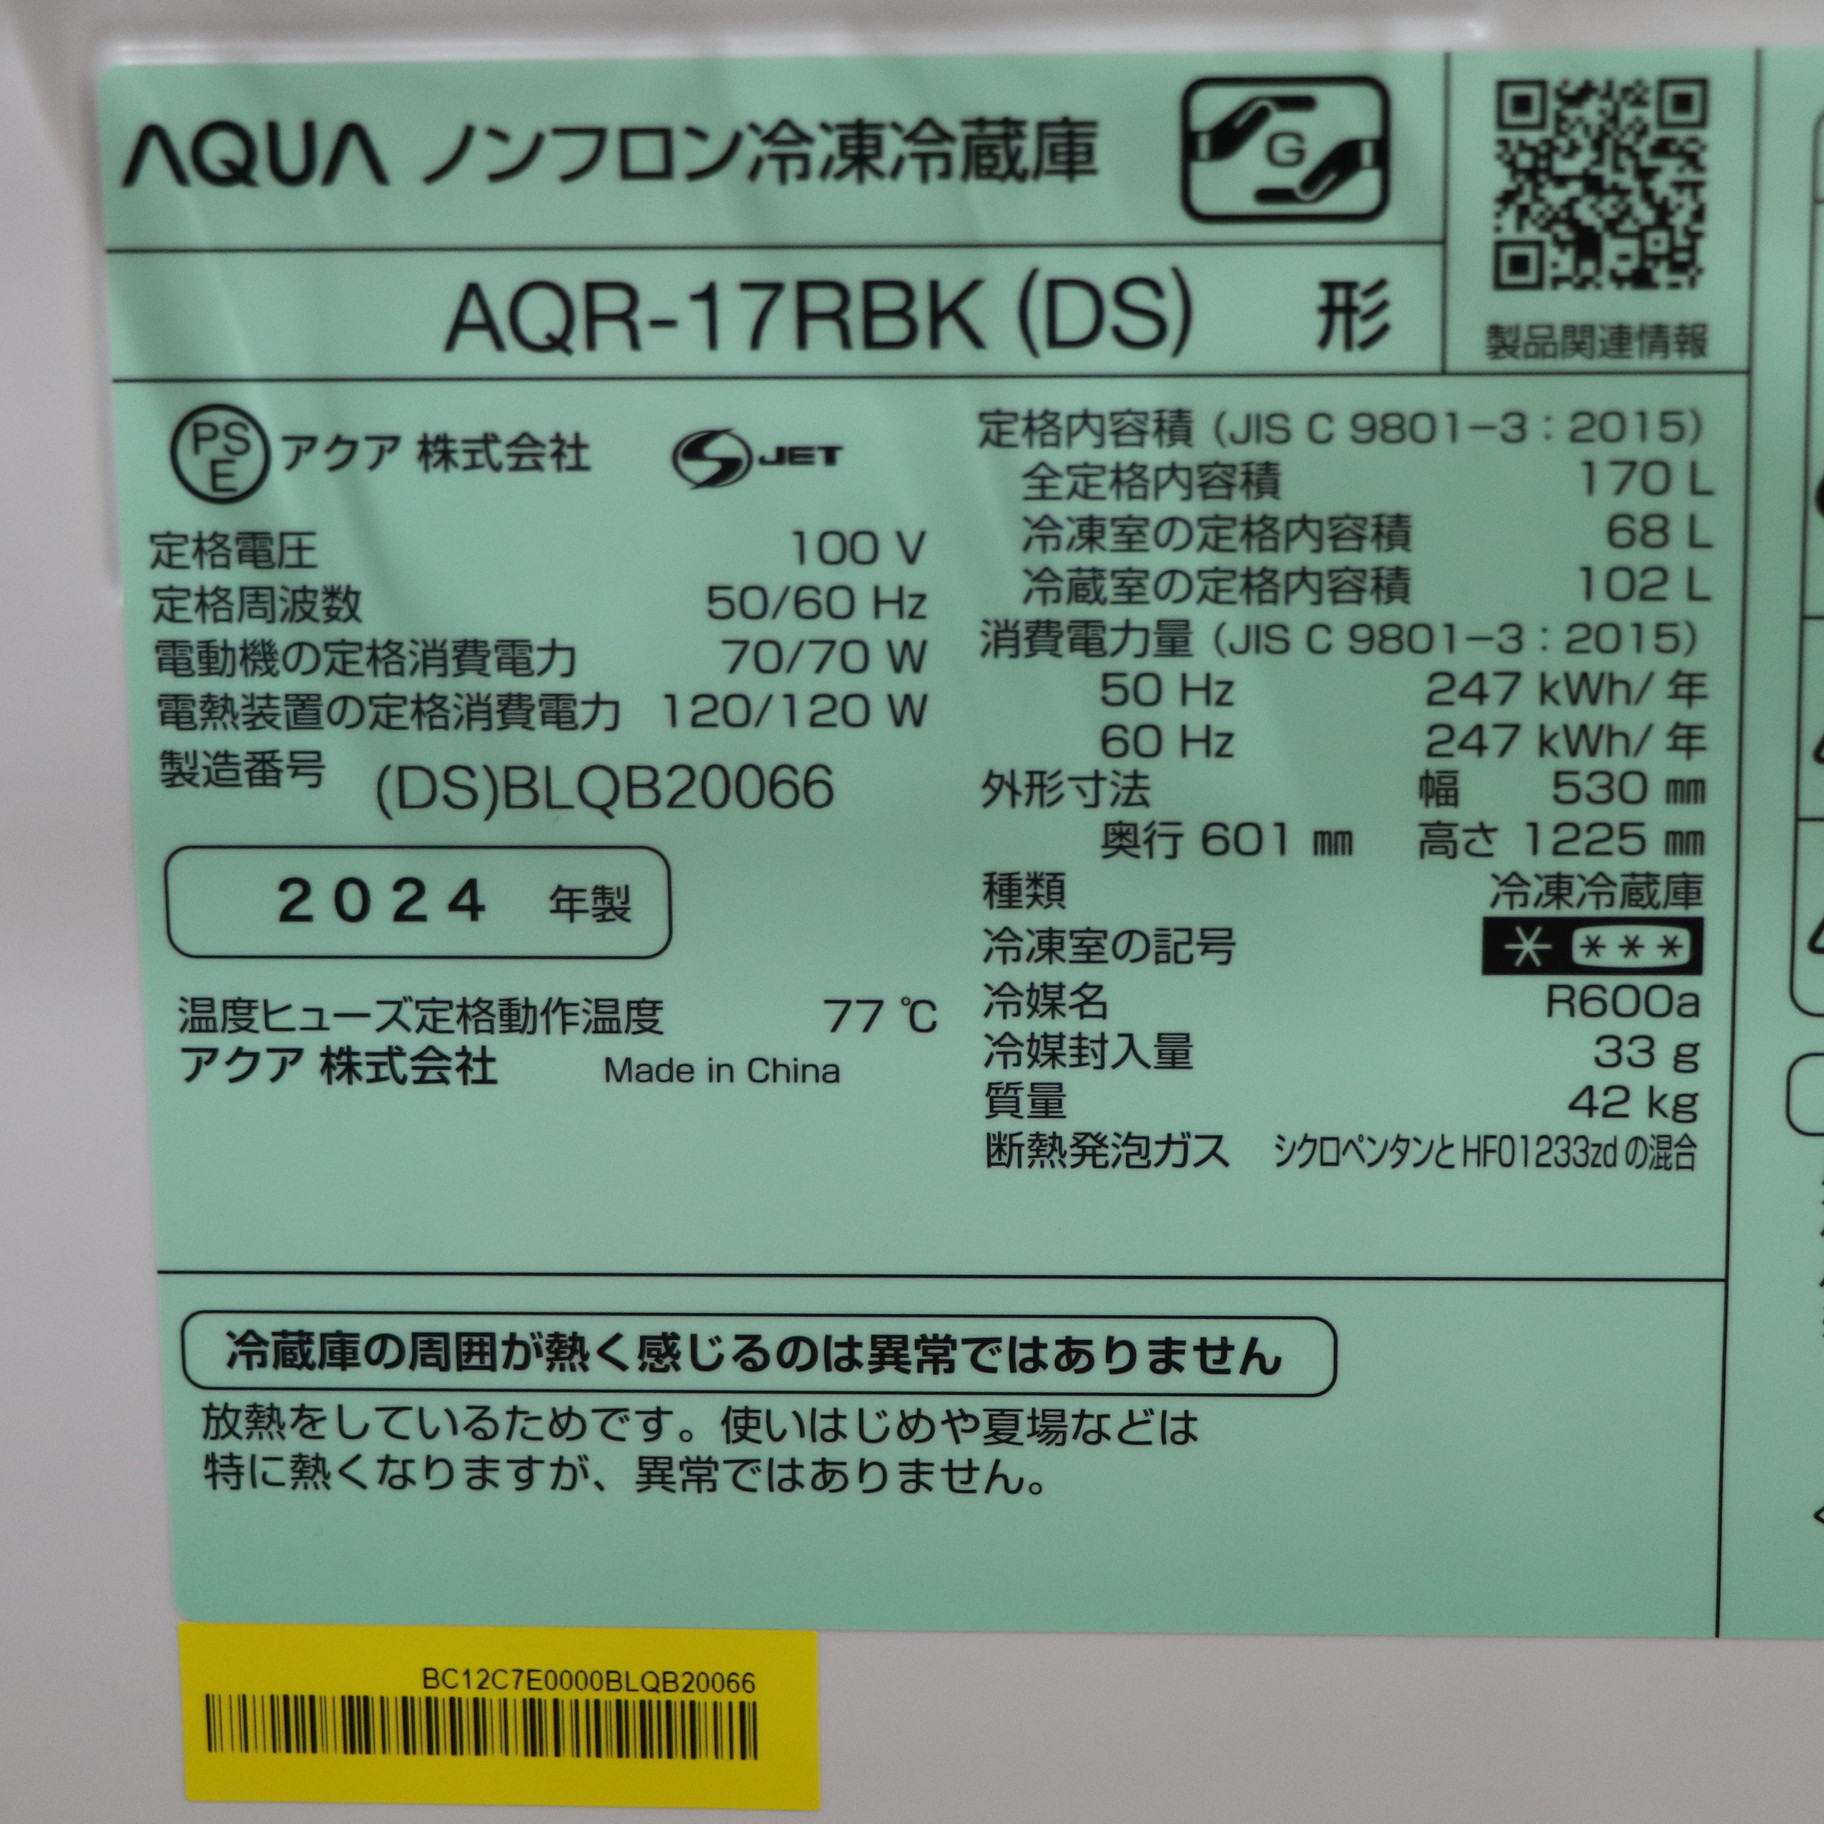 AQUA ノンフロン冷凍冷蔵庫
G
AQR-17RBK (DS) 形
製品関連情報
PSE アクア 株式会社 JET
定格電圧 100 V
定格周波数 50/60 Hz
電動機の定格消費電力 70/70 W
電熱装置の定格消費電力 120/120 W
製造番号 (DS)BLQB20066
2024 年製
温度ヒューズ定格動作温度 77 ℃
アクア 株式会社 Made in China
定格内容積 (JIS C 9801−3：2015)
全定格内容積 170 L
冷凍室の定格内容積 68 L
冷蔵室の定格内容積 102 L
消費電力量 (JIS C 9801−3：2015)
50 Hz 247 kWh/年
60 Hz 247 kWh/年
外形寸法 幅 530 ㎜
奥行 601 ㎜ 高さ 1225 ㎜
種類 冷凍冷蔵庫
冷凍室の記号 * ***
冷媒名 R600a
冷媒封入量 33 g
質量 42 kg
断熱発泡ガス シクロペンタンとHFO1233zdの混合
冷蔵庫の周囲が熱く感じるのは異常ではありません
放熱をしているためです。使いはじめや夏場などは
特に熱くなりますが、異常ではありません。
BC12C7E0000BLQB20066